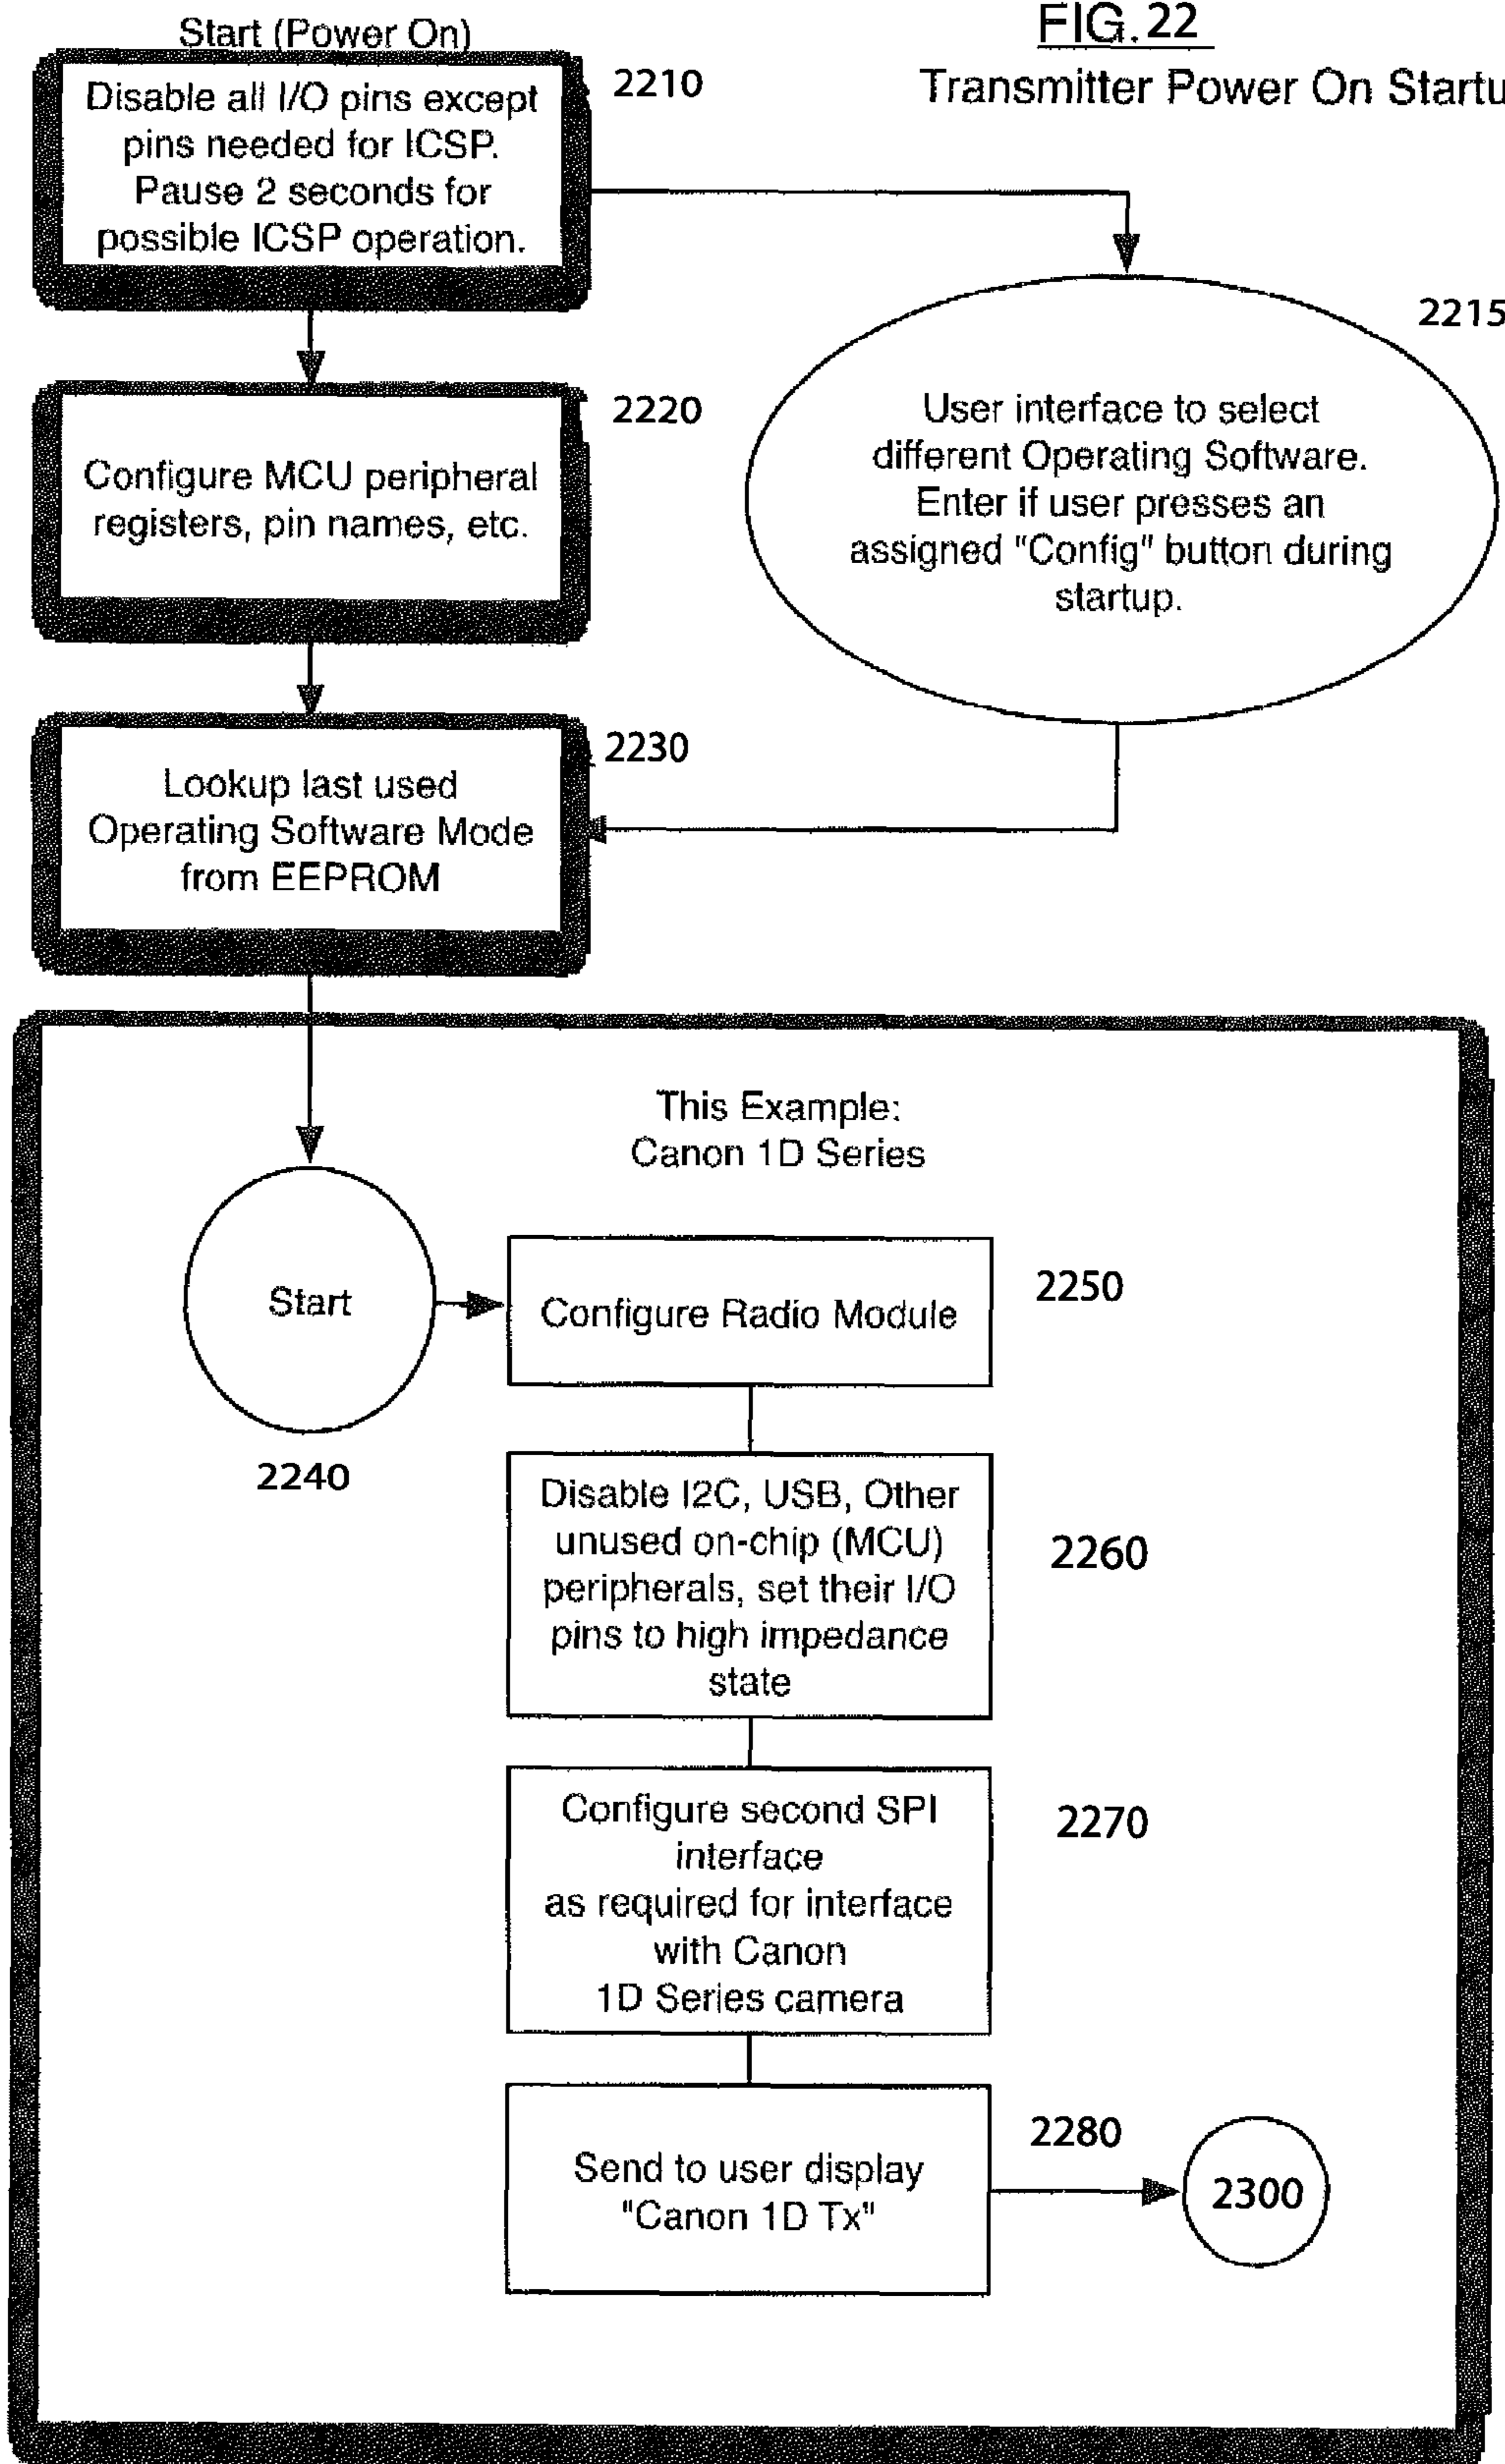 Start (Power On)
FIG. 22
Transmitter Power On Startu
Disable all I/O pins except
pins needed for ICSP.
Pause 2 seconds for
possible ICSP operation.
2210
2215
User interface to select
different Operating Software.
Enter if user presses an
assigned "Config" button during
startup.
2220
Configure MCU peripheral
registers, pin names, etc.
2230
Lookup last used
Operating Software Mode
from EEPROM
This Example:
Canon 1D Series
Start
2240
Configure Radio Module
2250
Disable I2C, USB, Other
unused on-chip (MCU)
peripherals, set their I/O
pins to high impedance
state
2260
Configure second SPI
interface
as required for interface
with Canon
1D Series camera
2270
Send to user display
"Canon 1D Tx"
2280
2300